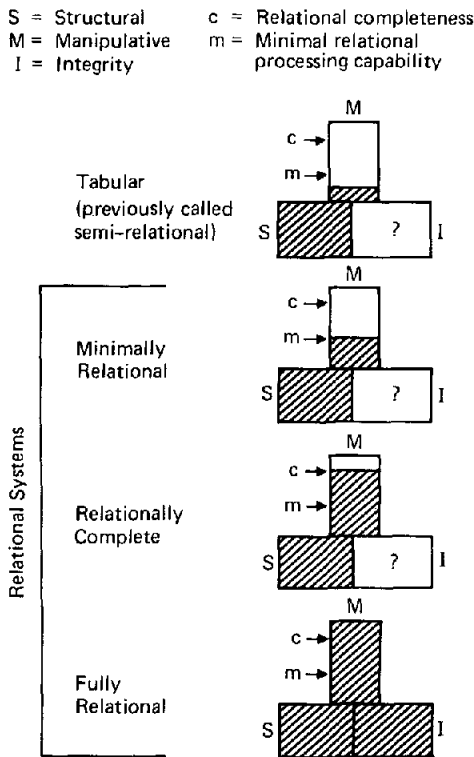 S = Structural
M = Manipulative
I = Integrity
c = Relational completeness
m = Minimal relational
processing capability
M
c
m
Tabular
(previously called
semi-relational)
S
?
I
M
c
m
Minimally
Relational
S
?
I
M
c
m
Relationally
Complete
S
?
I
M
c
m
Fully
Relational
S
I
Relational Systems